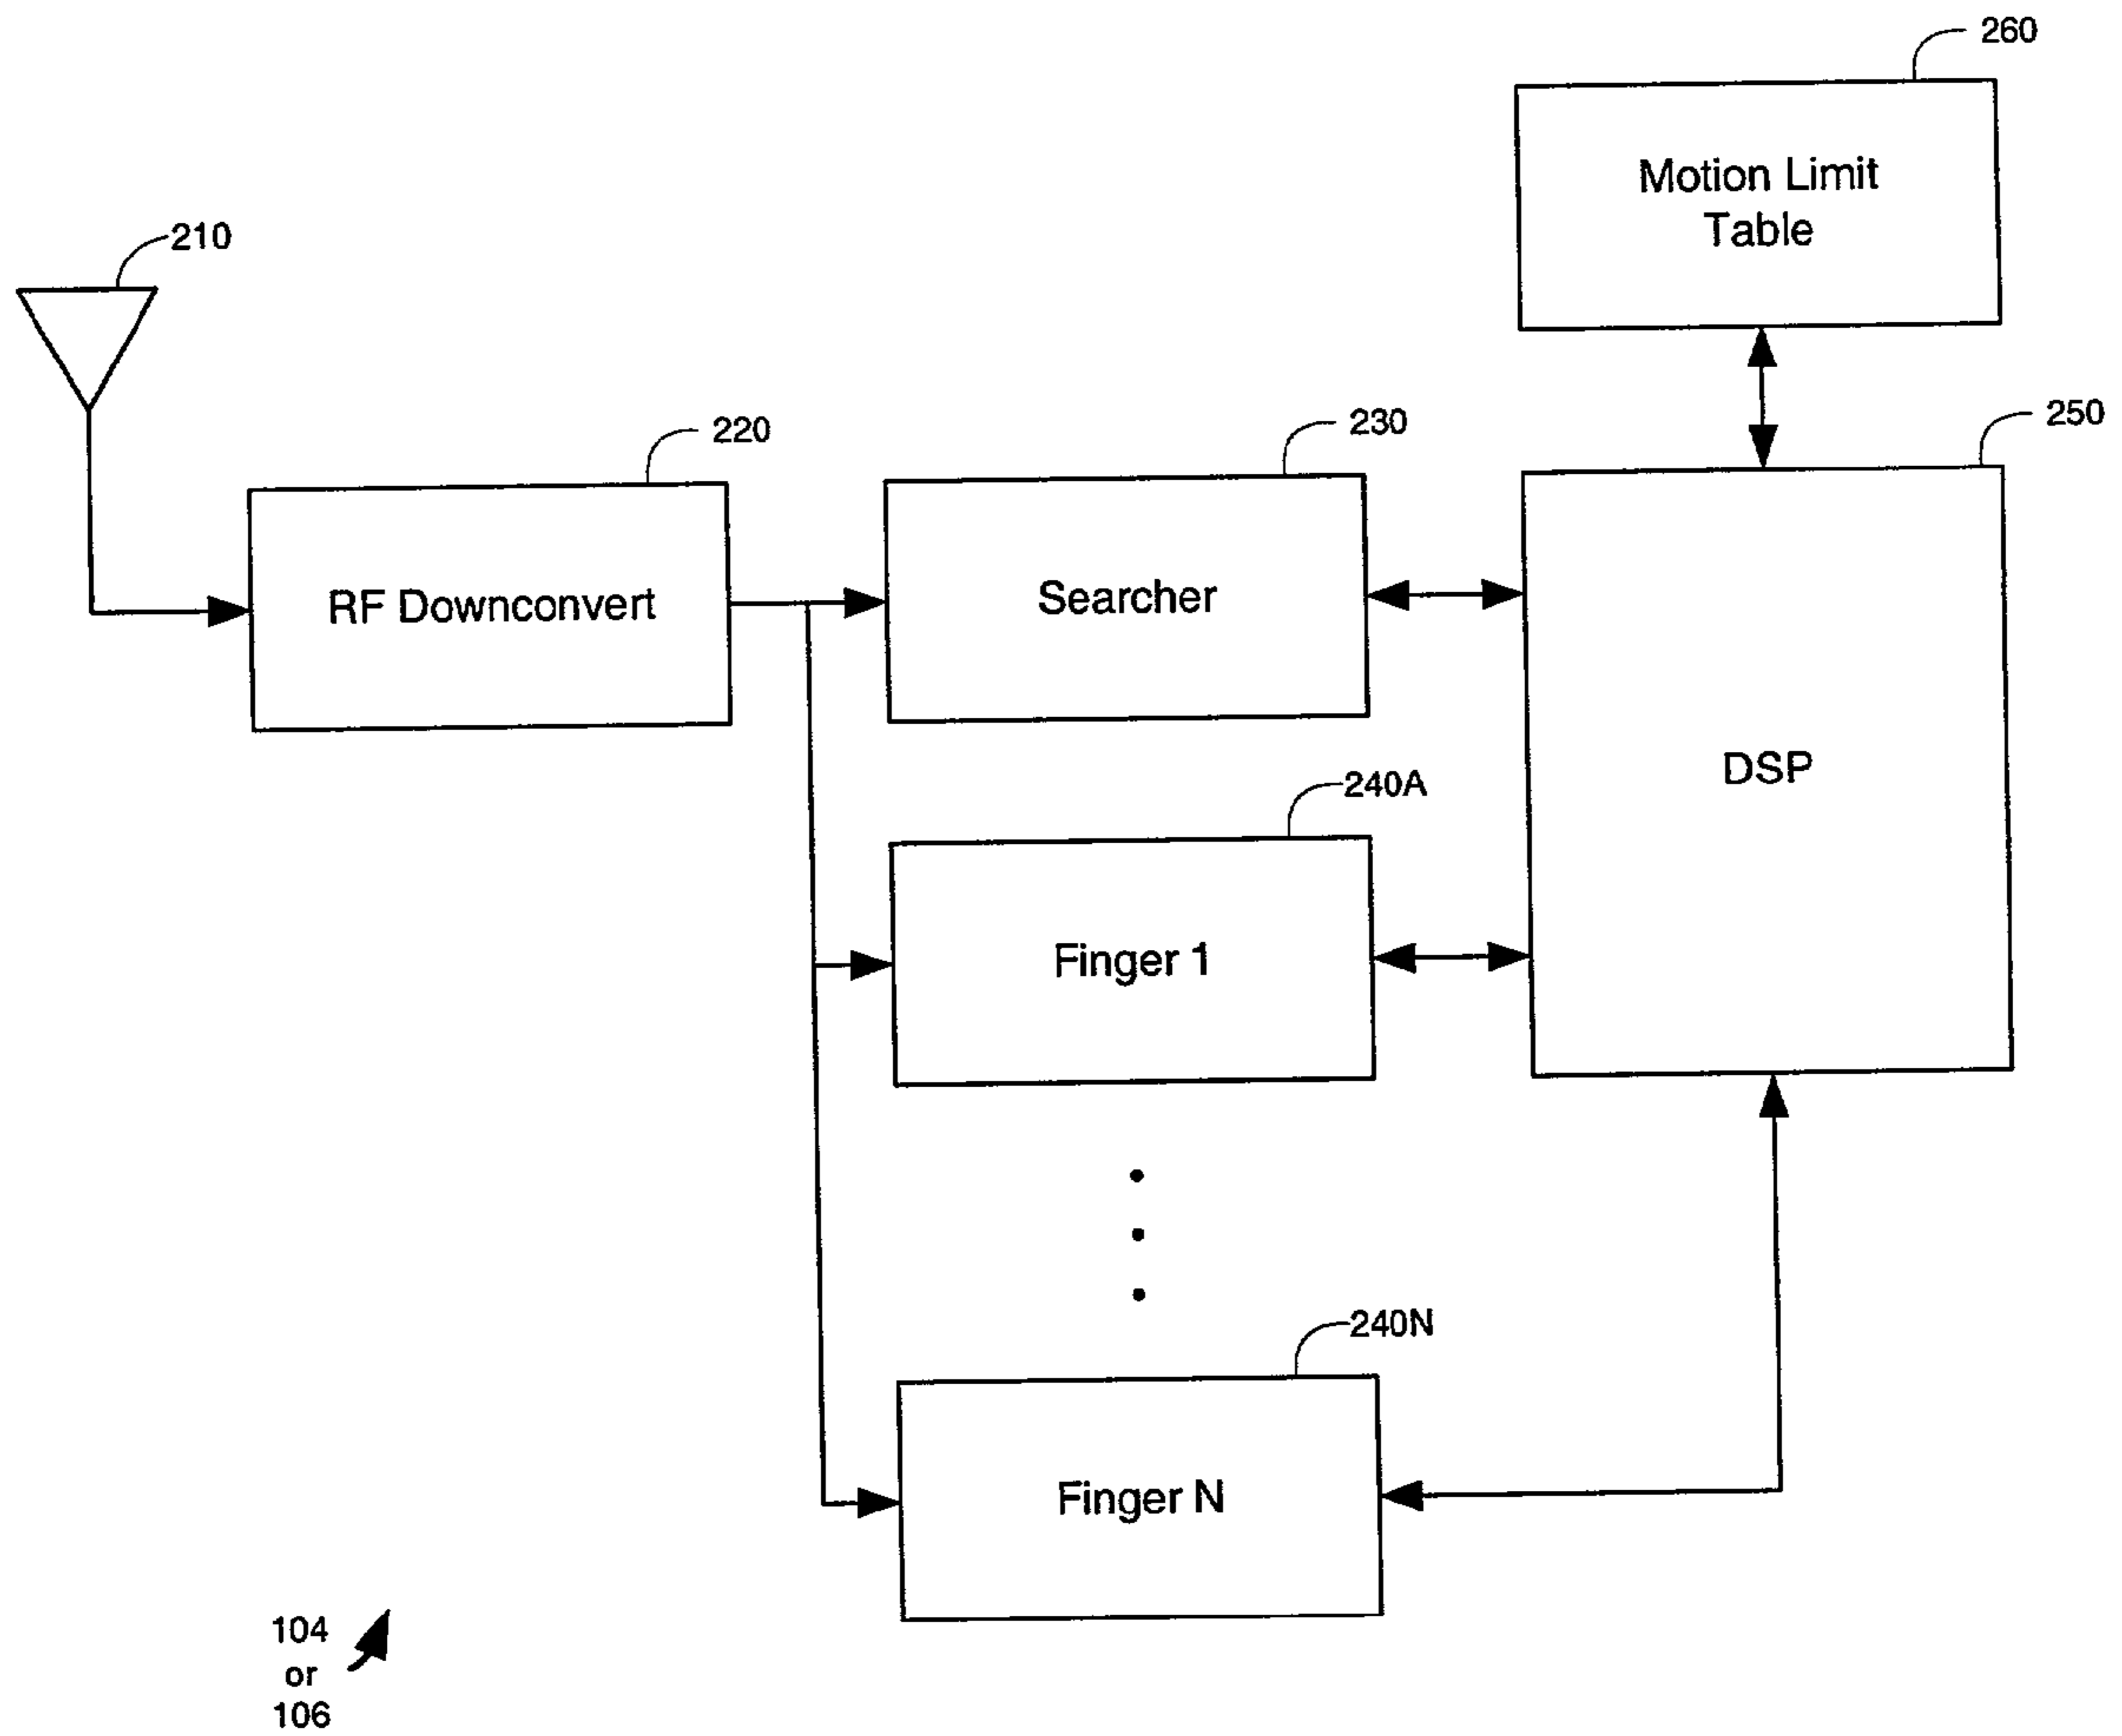 260
Motion Limit
Table
210
250
220
230
RF Downconvert
Searcher
DSP
240A
Finger 1
240N
Finger N
104
or
106